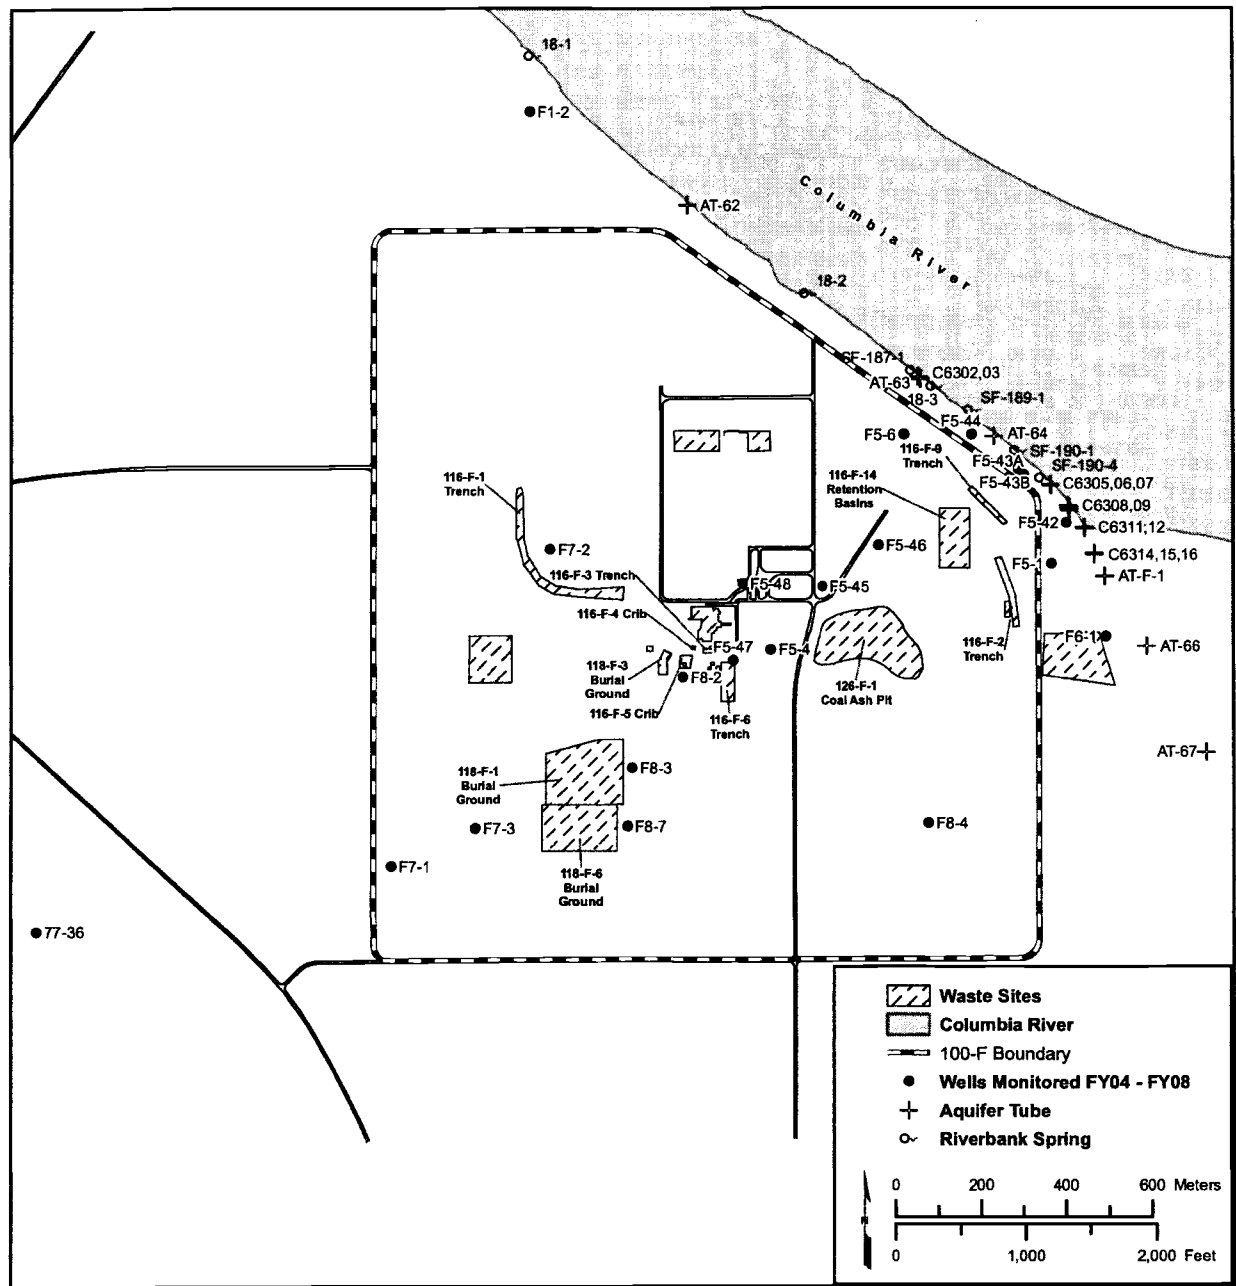 18-1
F1-2
AT-62
Columbia River
18-2
SF-187-1
C6302,03
AT-63
18-3
SF-189-1
F5-44
F5-6
AT-64
116-F-9
Trench
SF-190-1
F5-43A
SF-190-4
F5-43B
C6305,06,07
116-F-1
Trench
116-F-14
Retention
Basins
C6308,09
F5-42
C6311,12
F7-2
F5-46
C6314,15,16
F5-1
AT-F-1
116-F-3 Trench
F5-48
F5-45
116-F-4 Crib
F5-47
F5-4
116-F-2
Trench
F6-1
AT-66
118-F-3
Burial
Ground
F8-2
126-F-1
Coal Ash Pit
116-F-5 Crib
116-F-6
Trench
AT-67
118-F-1
Burial
Ground
F8-3
F7-3
F8-7
F8-4
F7-1
118-F-6
Burial
Ground
77-36
Waste Sites
Columbia River
100-F Boundary
Wells Monitored FY04 - FY08
Aquifer Tube
Riverbank Spring
N
0 200 400 600 Meters
0 1,000 2,000 Feet